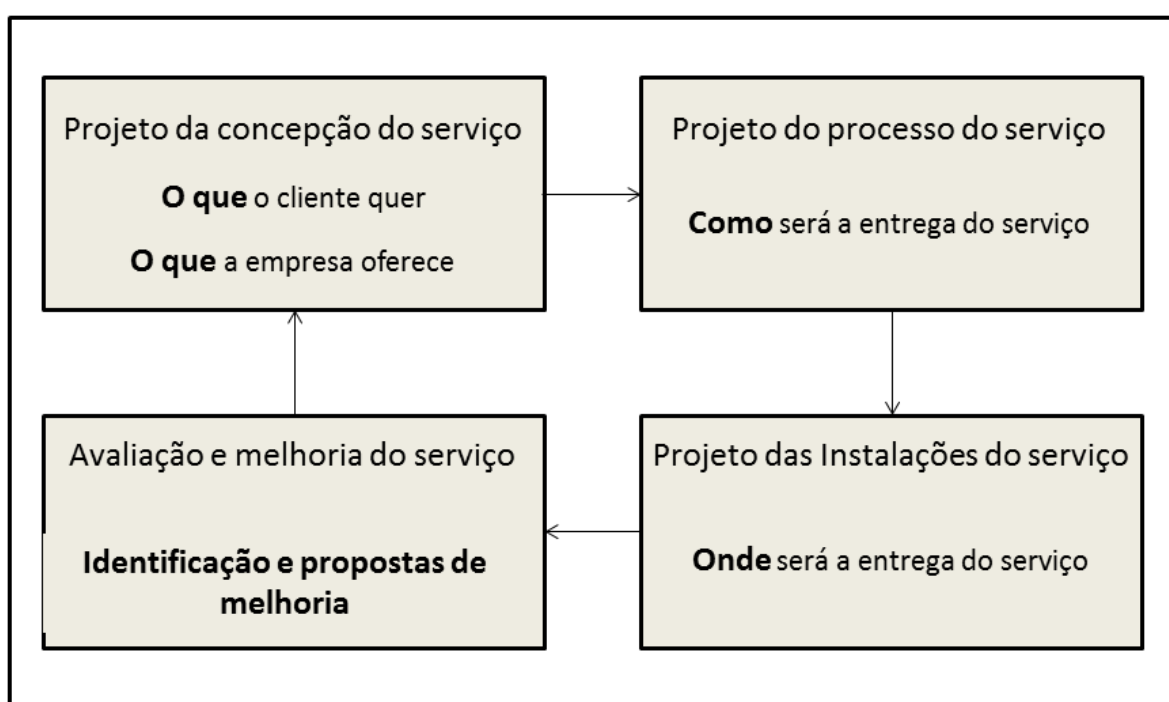 Projeto da concepção do serviço
O que o cliente quer
O que a empresa oferece
Projeto do processo do serviço
Como será a entrega do serviço
Avaliação e melhoria do serviço
Identificação e propostas de
melhoria
Projeto das Instalações do serviço
Onde será a entrega do serviço